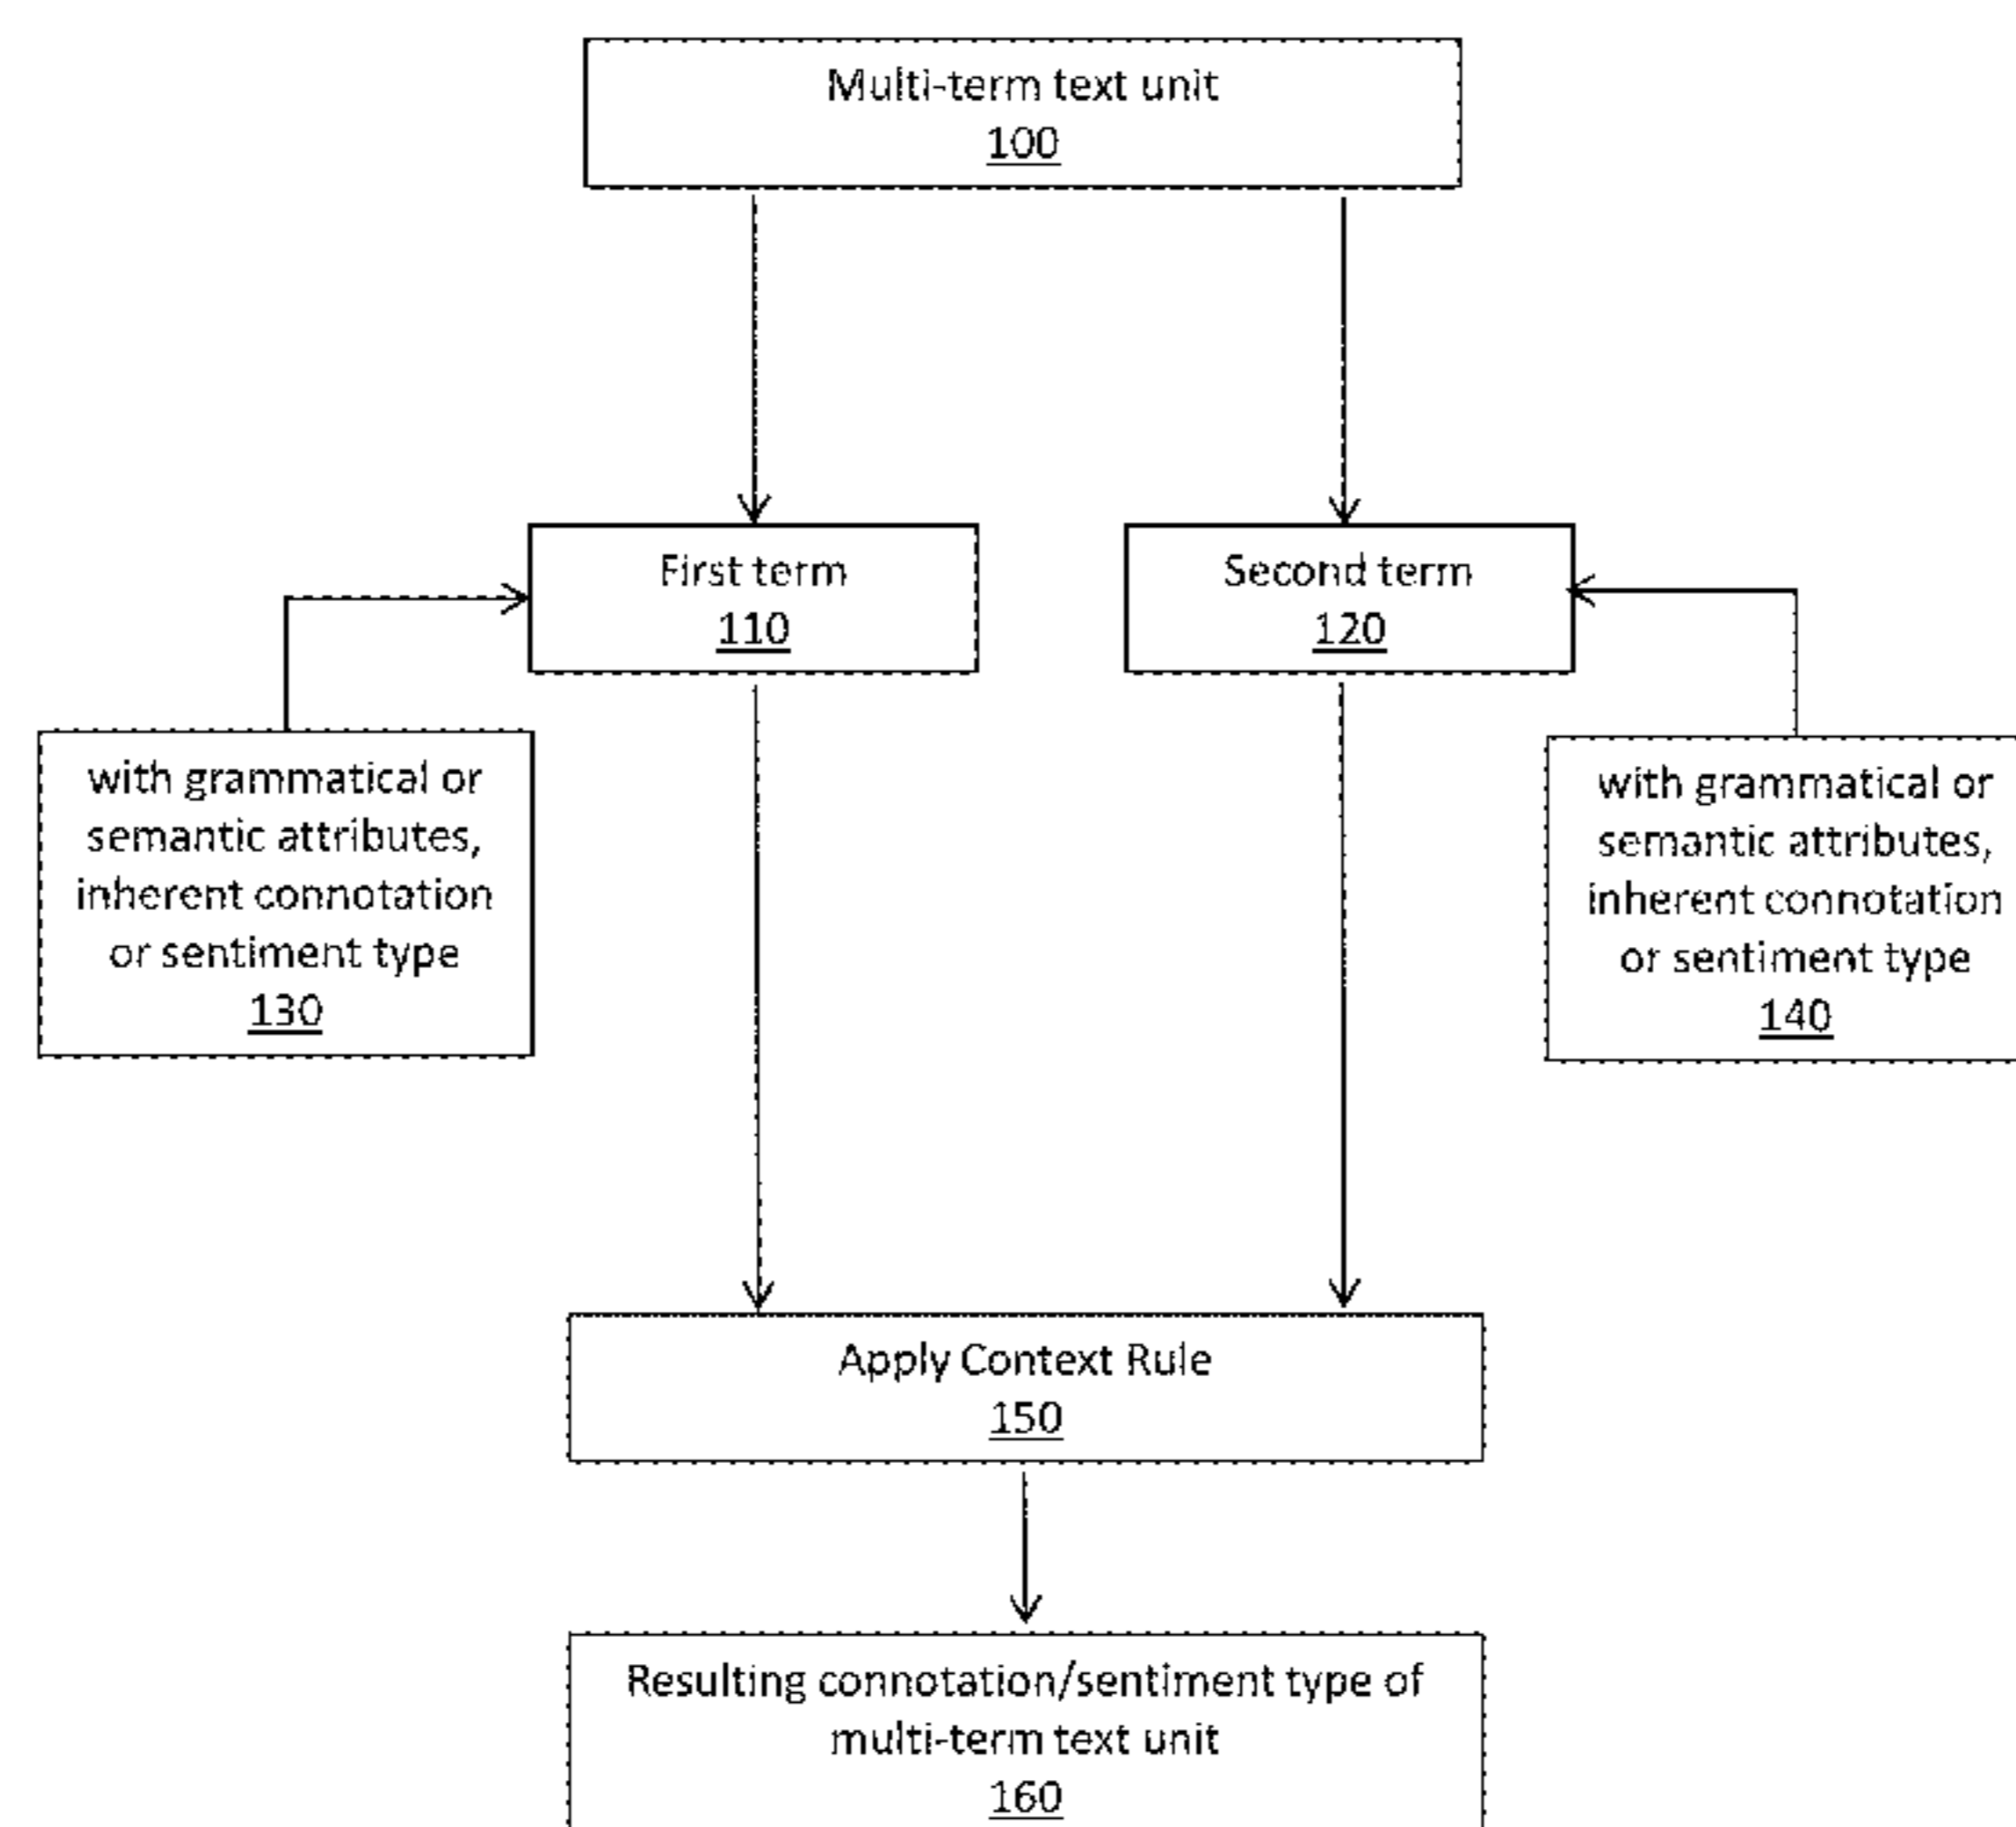 Multi-term text unit
100
First term
110
Second term
120
with grammatical or
semantic attributes,
inherent connotation
or sentiment type
130
with grammatical or
semantic attributes,
inherent connotation
or sentiment type
140
Apply Context Rule
150
Resulting connotation/sentiment type of
multi-term text unit
160